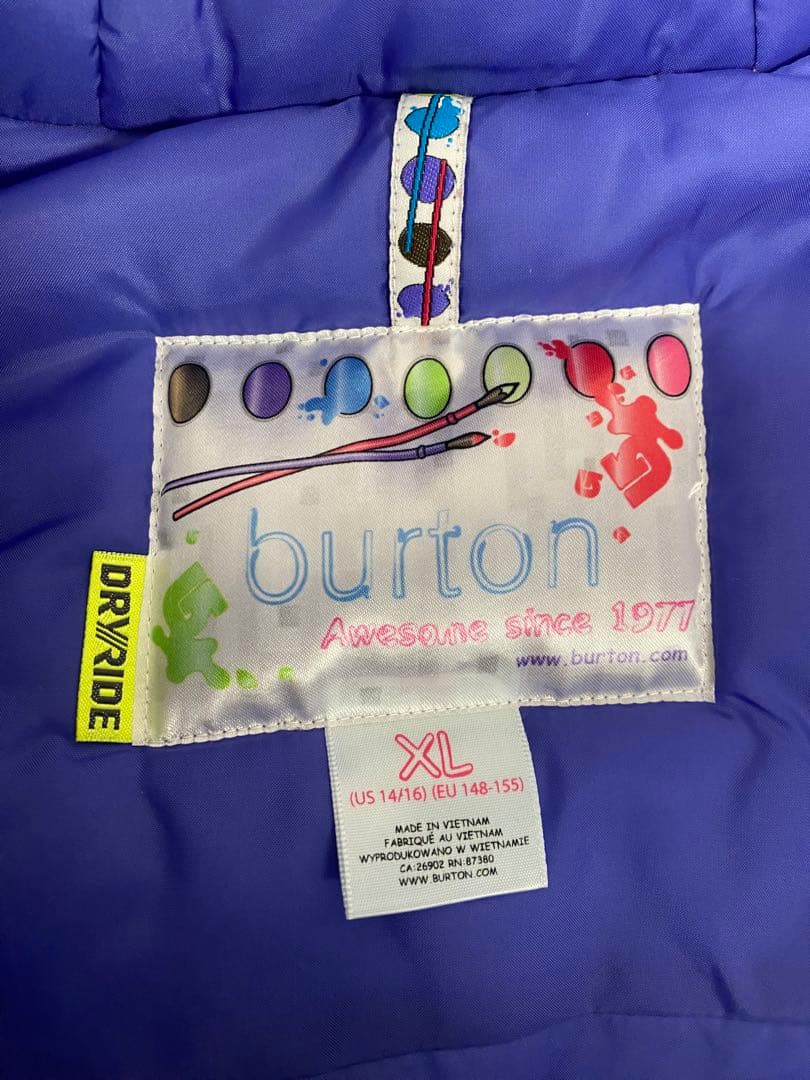 burton
Awesome since 1977
www.burton.com
DRY//RIDE
XL
(US 14/16) (EU 148-155)
MADE IN VIETNAM
FABRIQUÉ AU VIETNAM
WYPRODUKOWANO W WIETNAMIE
CA:26902 RN:87380
WWW.BURTON.COM